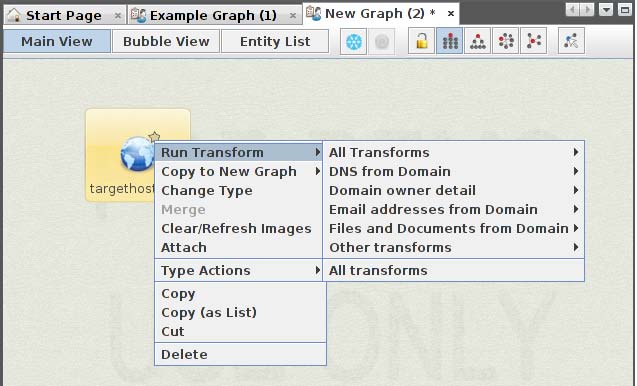 Start Page × Example Graph (1) × New Graph (2) * ×
Main View Bubble View Entity List
targethost
Run Transform
Copy to New Graph
Change Type
Merge
Clear/Refresh Images
Attach
Type Actions
Copy
Copy (as List)
Cut
Delete
All Transforms
DNS from Domain
Domain owner detail
Email addresses from Domain
Files and Documents from Domain
Other transforms
All transforms
ONLY